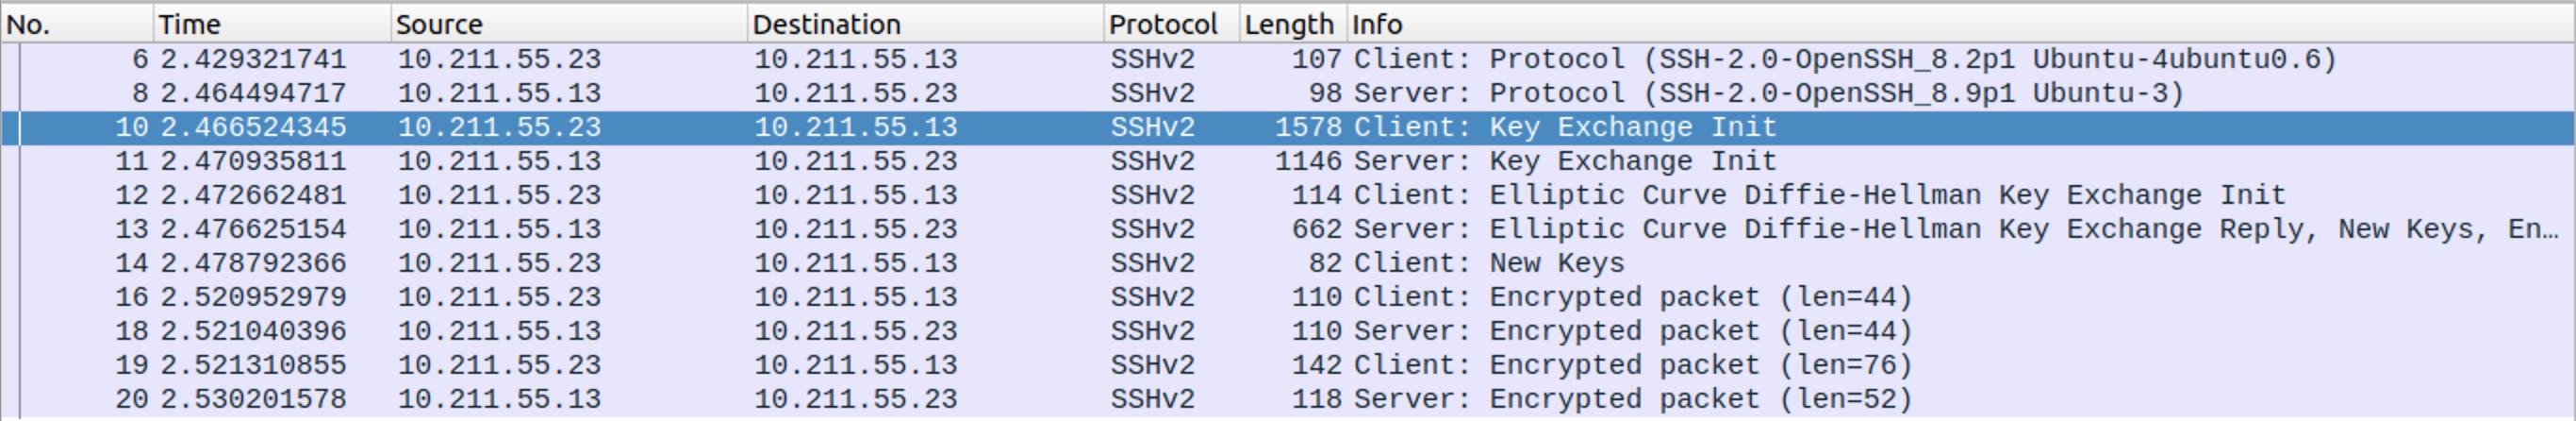 No. Time Source Destination Protocol Length Info
6 2.429321741 10.211.55.23 10.211.55.13 SSHv2 107 Client: Protocol (SSH-2.0-OpenSSH_8.2p1 Ubuntu-4ubuntu0.6)
8 2.464494717 10.211.55.13 10.211.55.23 SSHv2 98 Server: Protocol (SSH-2.0-OpenSSH_8.9p1 Ubuntu-3)
10 2.466524345 10.211.55.23 10.211.55.13 SSHv2 1578 Client: Key Exchange Init
11 2.470935811 10.211.55.13 10.211.55.23 SSHv2 1146 Server: Key Exchange Init
12 2.472662481 10.211.55.23 10.211.55.13 SSHv2 114 Client: Elliptic Curve Diffie-Hellman Key Exchange Init
13 2.476625154 10.211.55.13 10.211.55.23 SSHv2 662 Server: Elliptic Curve Diffie-Hellman Key Exchange Reply, New Keys, En…
14 2.478792366 10.211.55.23 10.211.55.13 SSHv2 82 Client: New Keys
16 2.520952979 10.211.55.23 10.211.55.13 SSHv2 110 Client: Encrypted packet (len=44)
18 2.521040396 10.211.55.13 10.211.55.23 SSHv2 110 Server: Encrypted packet (len=44)
19 2.521310855 10.211.55.23 10.211.55.13 SSHv2 142 Client: Encrypted packet (len=76)
20 2.530201578 10.211.55.13 10.211.55.23 SSHv2 118 Server: Encrypted packet (len=52)